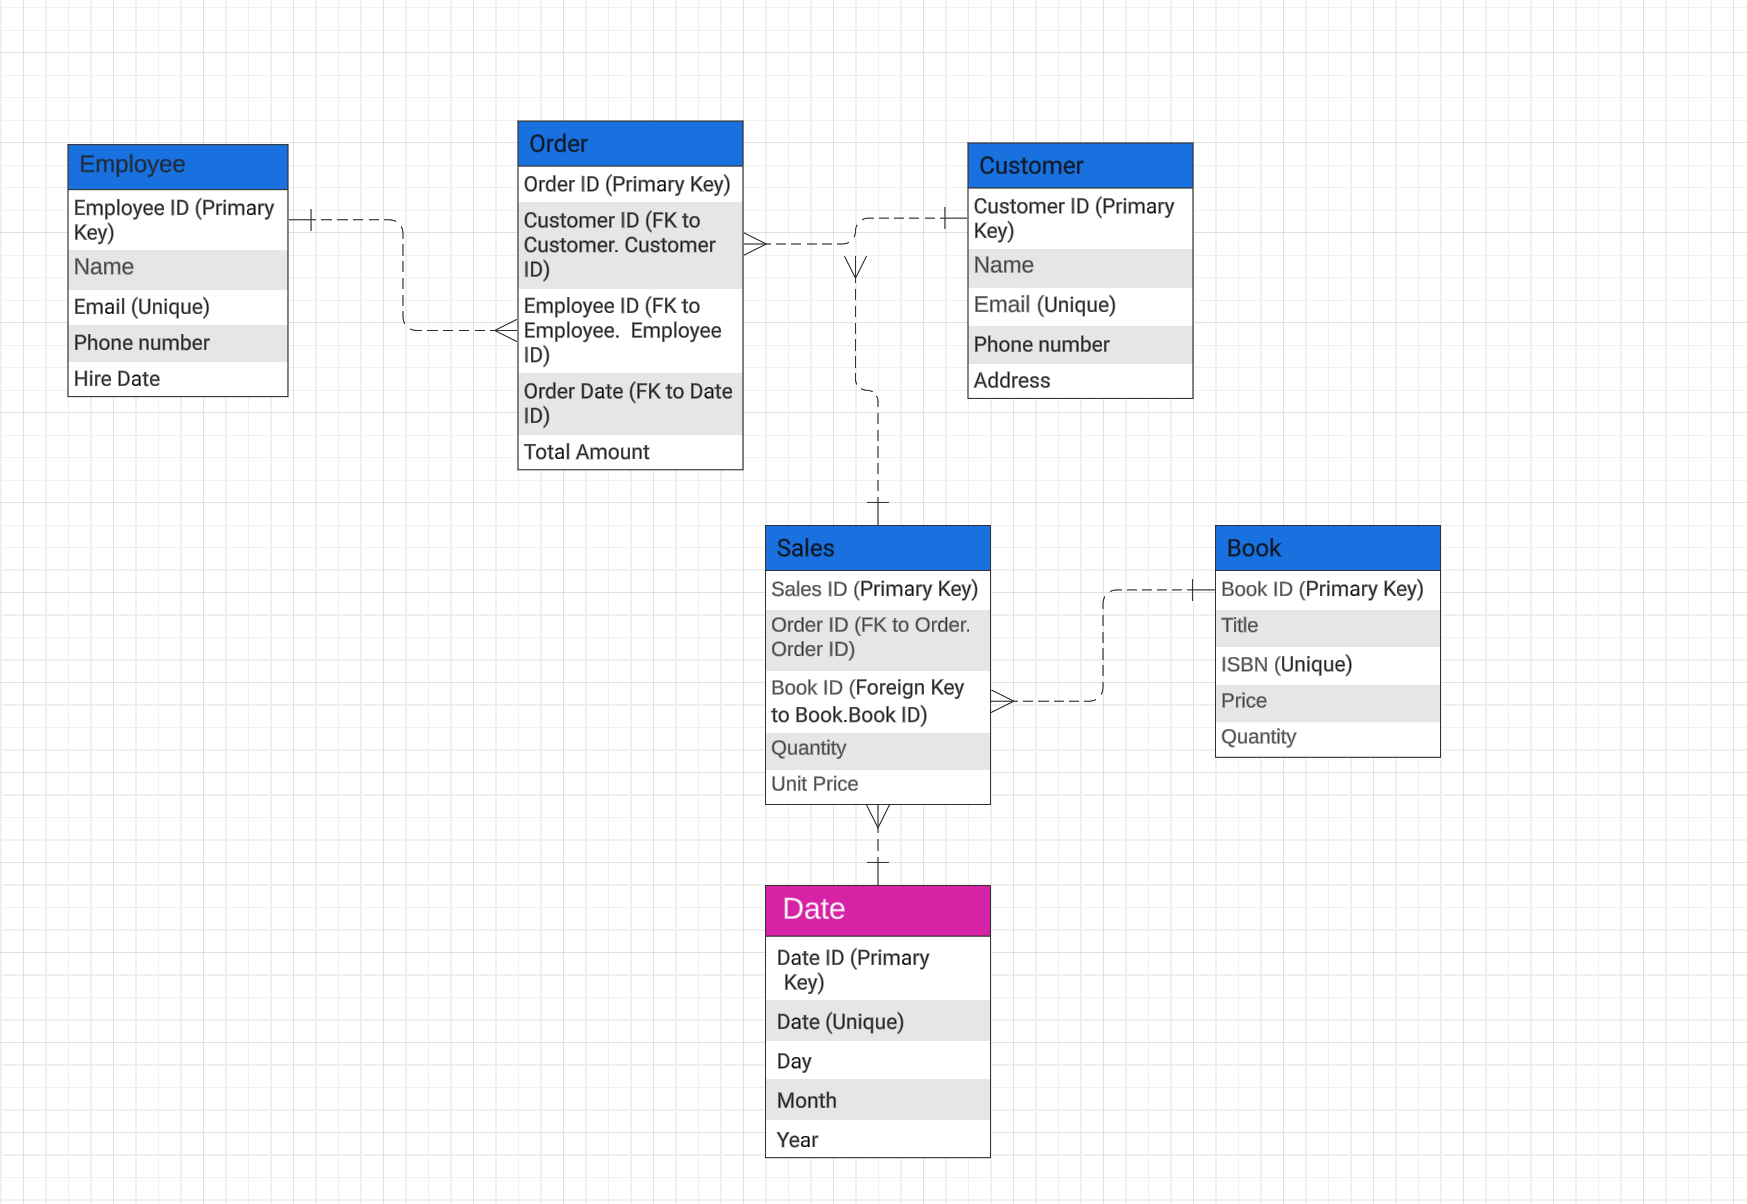 Employee
Employee ID (Primary
Key)
Name
Email (Unique)
Phone number
Hire Date
Order
Order ID (Primary Key)
Customer ID (FK to
Customer. Customer
ID)
Employee ID (FK to
Employee.  Employee
ID)
Order Date (FK to Date
ID)
Total Amount
Customer
Customer ID (Primary
Key)
Name
Email (Unique)
Phone number
Address
Sales
Sales ID (Primary Key)
Order ID (FK to Order.
Order ID)
Book ID (Foreign Key
to Book.Book ID)
Quantity
Unit Price
Book
Book ID (Primary Key)
Title
ISBN (Unique)
Price
Quantity
Date
Date ID (Primary
Key)
Date (Unique)
Day
Month
Year